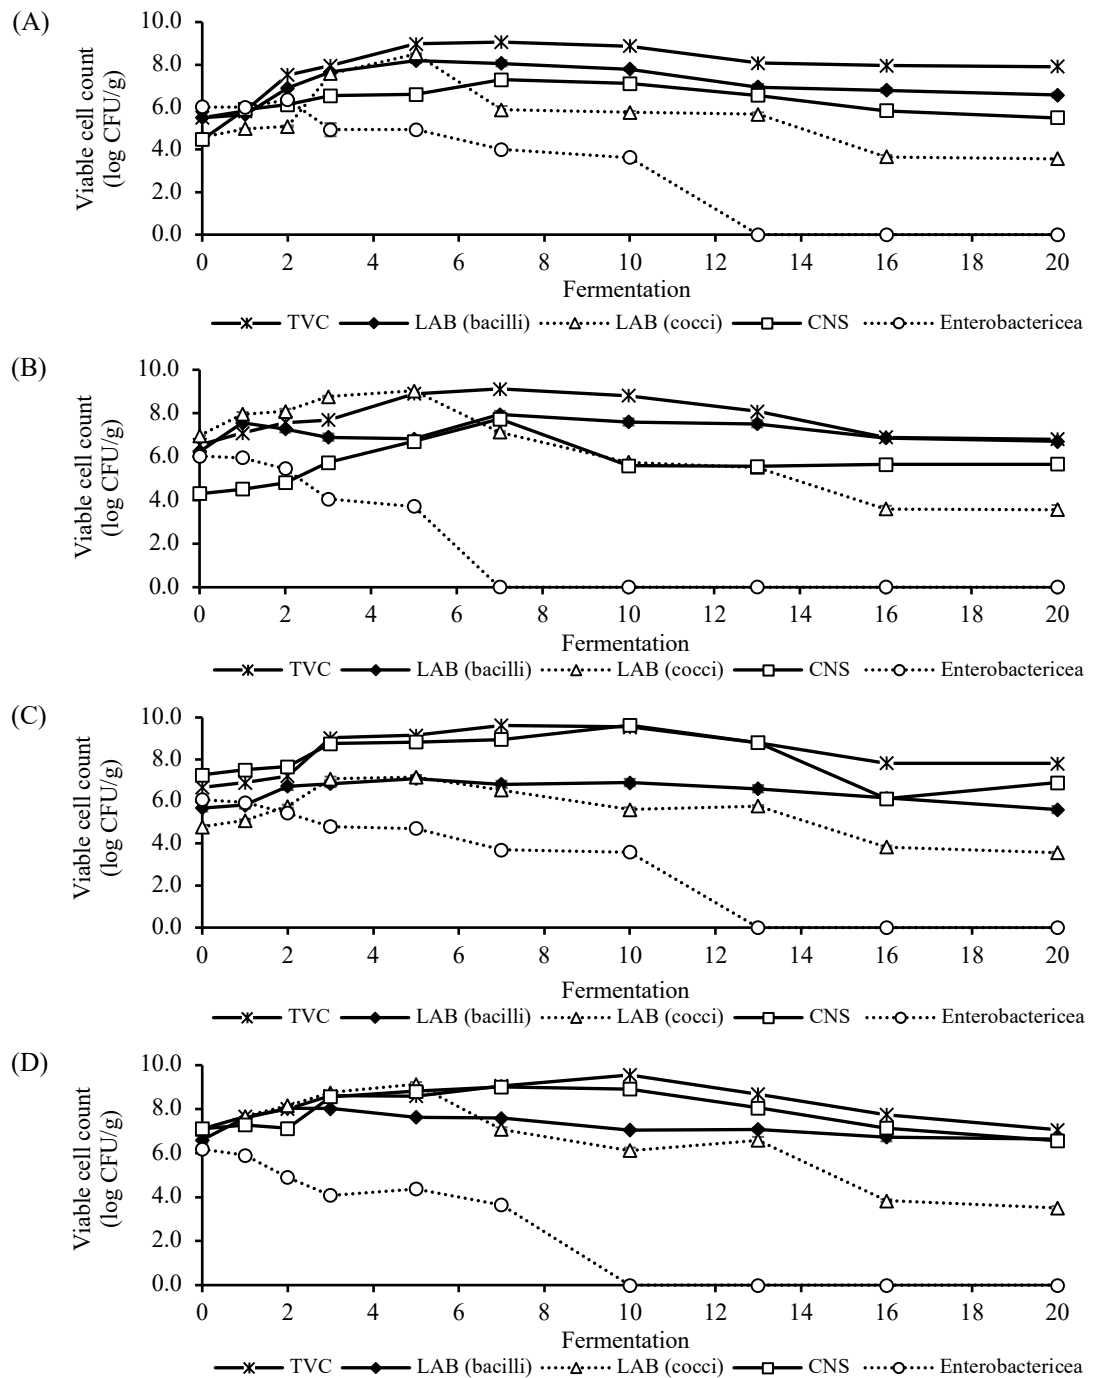 (A)
Viable cell count
(log CFU/g)
10.0
8.0
6.0
4.0
2.0
0.0
0 2 4 6 8 10 12 14 16 18 20
Fermentation
TVC LAB (bacilli) LAB (cocci) CNS Enterobactericea
(B)
Viable cell count
(log CFU/g)
10.0
8.0
6.0
4.0
2.0
0.0
0 2 4 6 8 10 12 14 16 18 20
Fermentation
TVC LAB (bacilli) LAB (cocci) CNS Enterobactericea
(C)
Viable cell count
(log CFU/g)
10.0
8.0
6.0
4.0
2.0
0.0
0 2 4 6 8 10 12 14 16 18 20
Fermentation
TVC LAB (bacilli) LAB (cocci) CNS Enterobactericea
(D)
Viable cell count
(log CFU/g)
10.0
8.0
6.0
4.0
2.0
0.0
0 2 4 6 8 10 12 14 16 18 20
Fermentation
TVC LAB (bacilli) LAB (cocci) CNS Enterobactericea